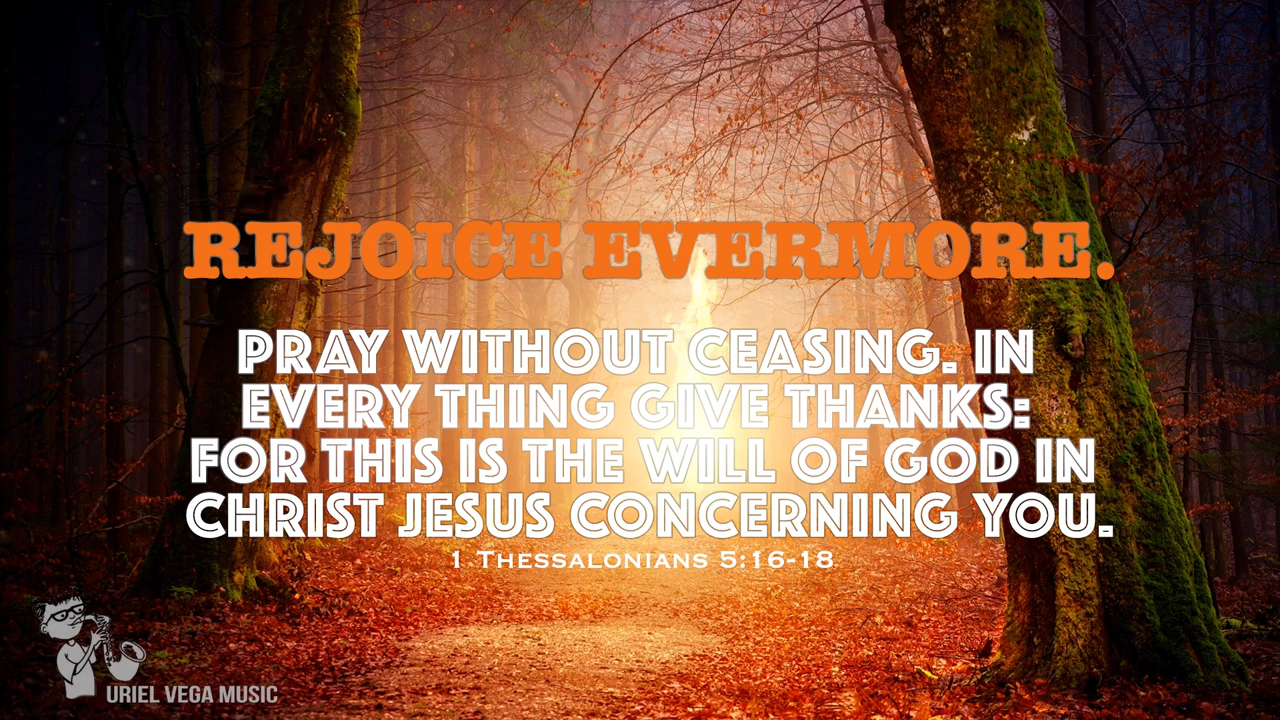 REJOICE EVERMORE.
PRAY WITHOUT CEASING. IN
EVERY THING GIVE THANKS:
FOR THIS IS THE WILL OF GOD IN
CHRIST JESUS CONCERNING YOU.
1 THESSALONIANS 5:16-18
URIEL VEGA MUSIC